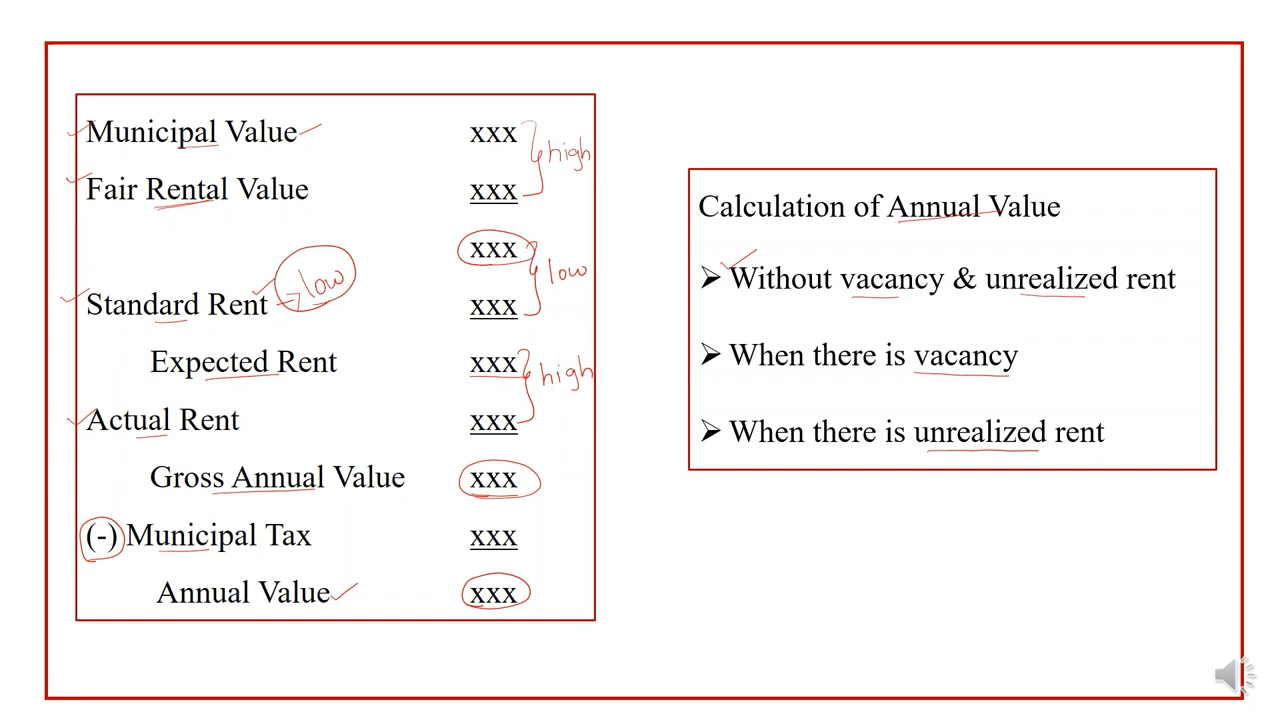 Municipal Value xxx
high
Fair Rental Value xxx
xxx
low
low
Standard Rent xxx
Expected Rent xxx
high
Actual Rent xxx
Gross Annual Value xxx
(-) Municipal Tax xxx
Annual Value xxx
Calculation of Annual Value
➢ Without vacancy & unrealized rent
➢ When there is vacancy
➢ When there is unrealized rent